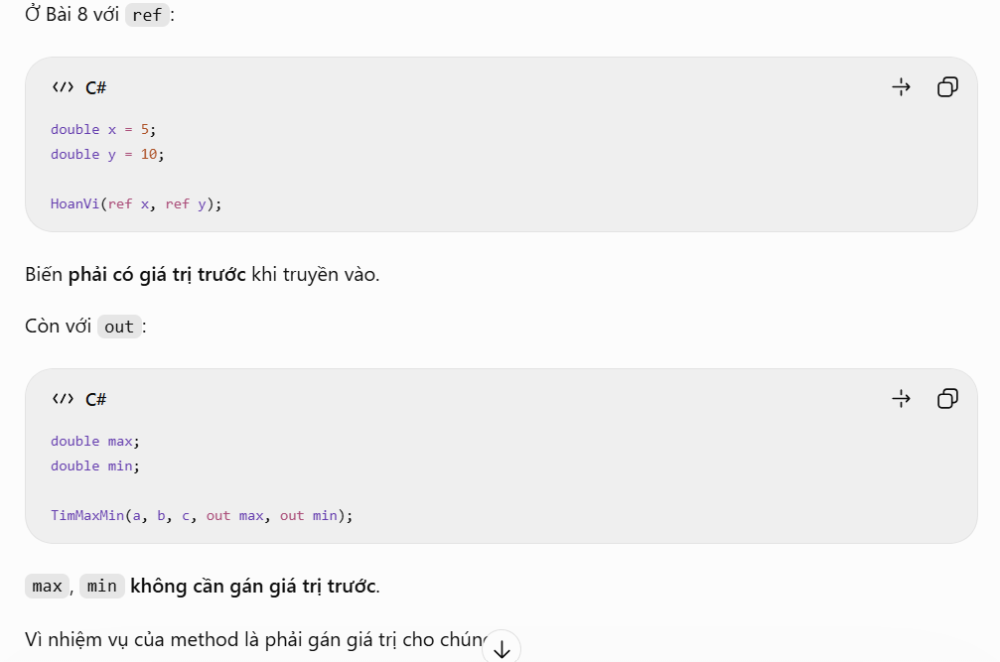 Ở Bài 8 với ref:
C#
double x = 5;
double y = 10;
HoanVi(ref x, ref y);
Biến phải có giá trị trước khi truyền vào.
Còn với out:
C#
double max;
double min;
TimMaxMin(a, b, c, out max, out min);
max, min không cần gán giá trị trước.
Vì nhiệm vụ của method là phải gán giá trị cho